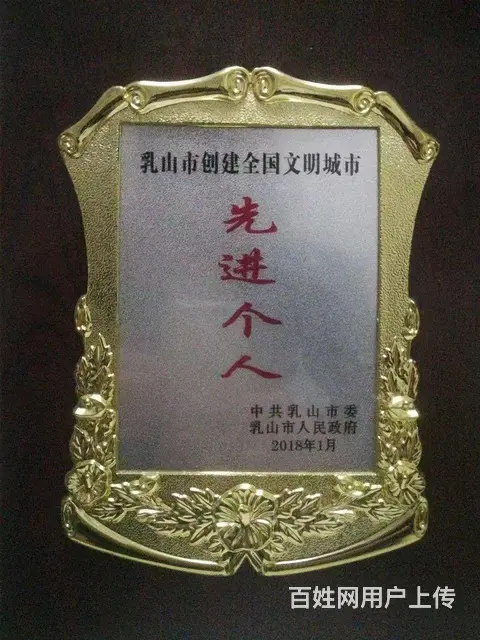 乳山市创建全国文明城市
先
进
个
人
中共乳山市委
乳山市人民政府
2018年1月
百姓网用户上传